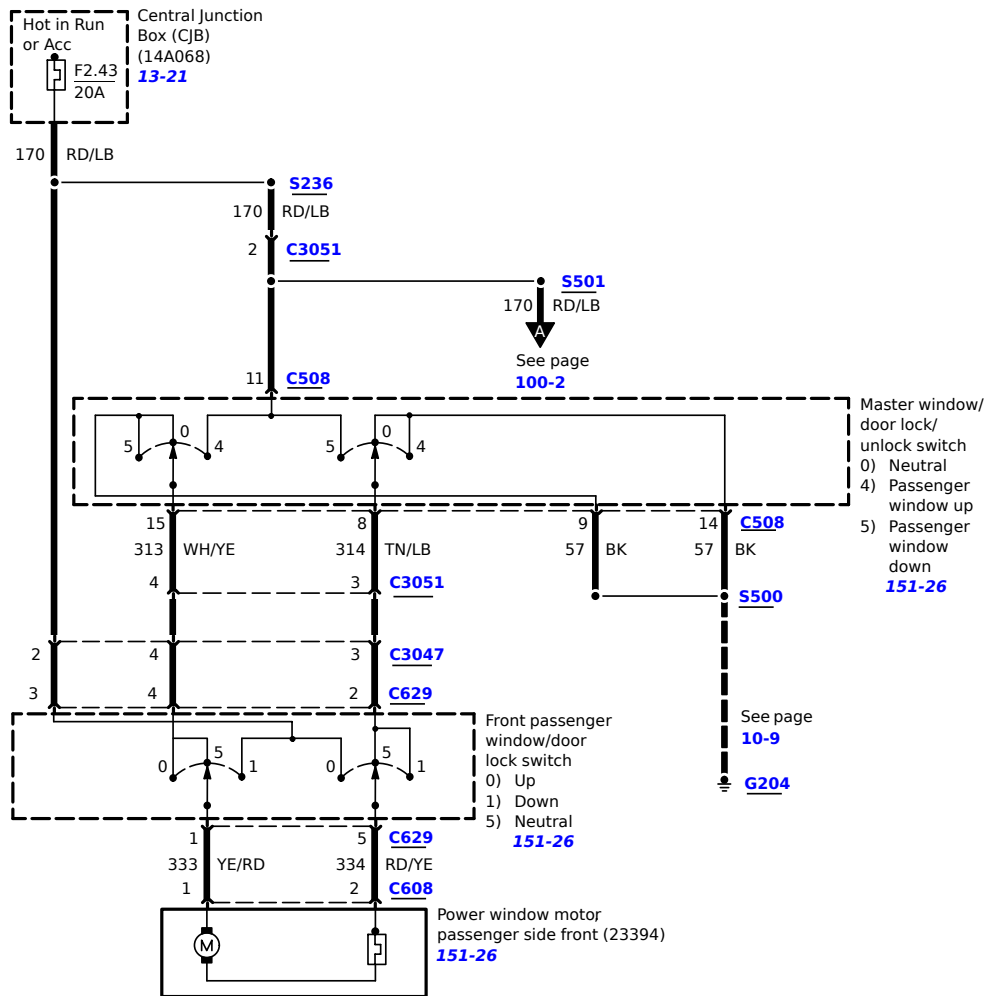 Hot in Run
or Acc
F2.43
20A
Central Junction
Box (CJB)
(14A068)
13-21
170 RD/LB
S236
170 RD/LB
2 C3051
S501
170 RD/LB
A
See page
100-2
11 C508
5 0 4
5 0 4
Master window/
door lock/
unlock switch
0) Neutral
4) Passenger
window up
5) Passenger
window
down
151-26
15 8 9 14 C508
313 WH/YE 314 TN/LB 57 BK 57 BK
4 3 C3051
S500
2 4 3 C3047
3 4 2 C629
0 5 1
0 5 1
Front passenger
window/door
lock switch
0) Up
1) Down
5) Neutral
151-26
See page
10-9
G204
1 5 C629
333 YE/RD 334 RD/YE
1 2 C608
M
Power window motor
passenger side front (23394)
151-26